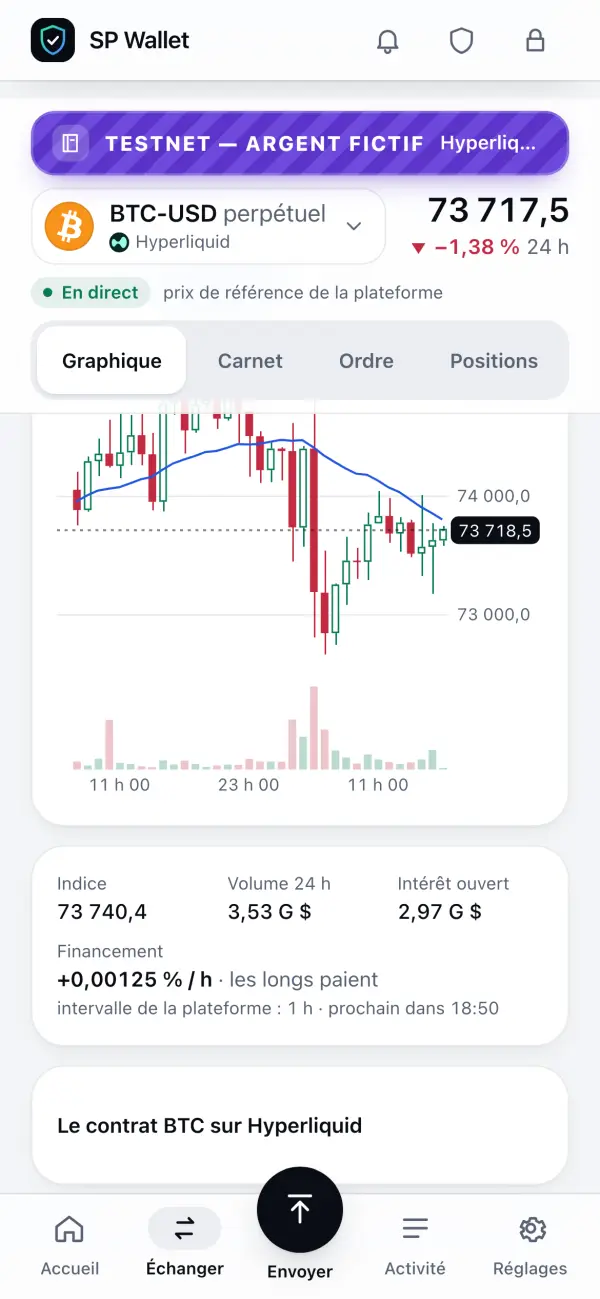 SP Wallet
TESTNET — ARGENT FICTIF Hyperliq...
BTC-USD perpétuel
Hyperliquid
73 717,5
−1,38 % 24 h
En direct
prix de référence de la plateforme
Graphique
Carnet
Ordre
Positions
74 000,0
73 718,5
73 000,0
11 h 00
23 h 00
11 h 00
Indice
73 740,4
Volume 24 h
3,53 G $
Intérêt ouvert
2,97 G $
Financement
+0,00125 % / h · les longs paient
intervalle de la plateforme : 1 h · prochain dans 18:50
Le contrat BTC sur Hyperliquid
Accueil
Échanger
Envoyer
Activité
Réglages